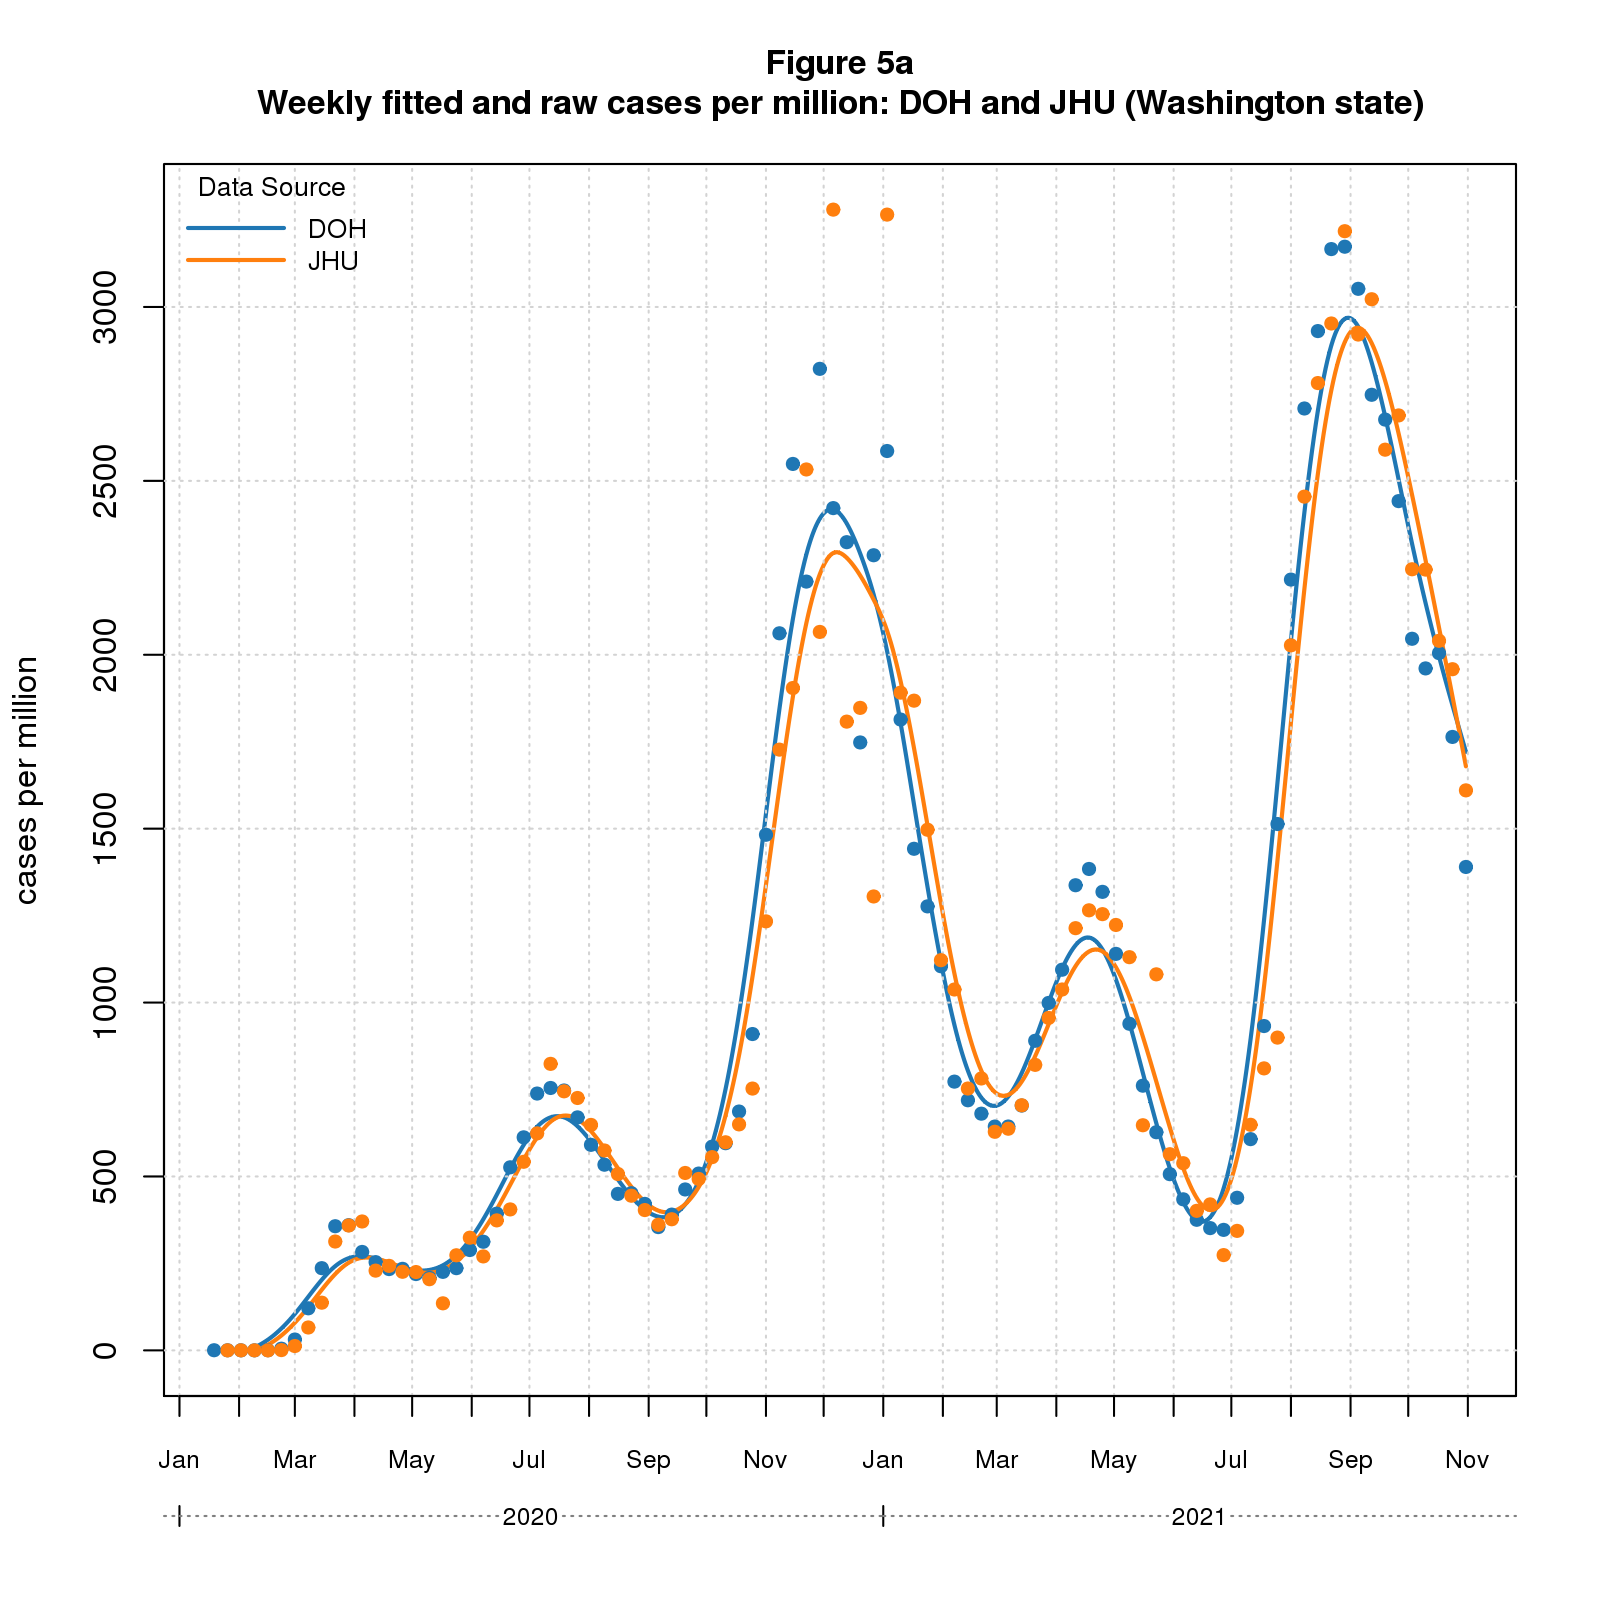 Figure 5a
Weekly fitted and raw cases per million: DOH and JHU (Washington state)
Data Source
DOH
JHU
cases per million
3000
2500
2000
1500
1000
500
0
Jan Mar May Jul Sep Nov Jan Mar May Jul Sep Nov
2020 2021